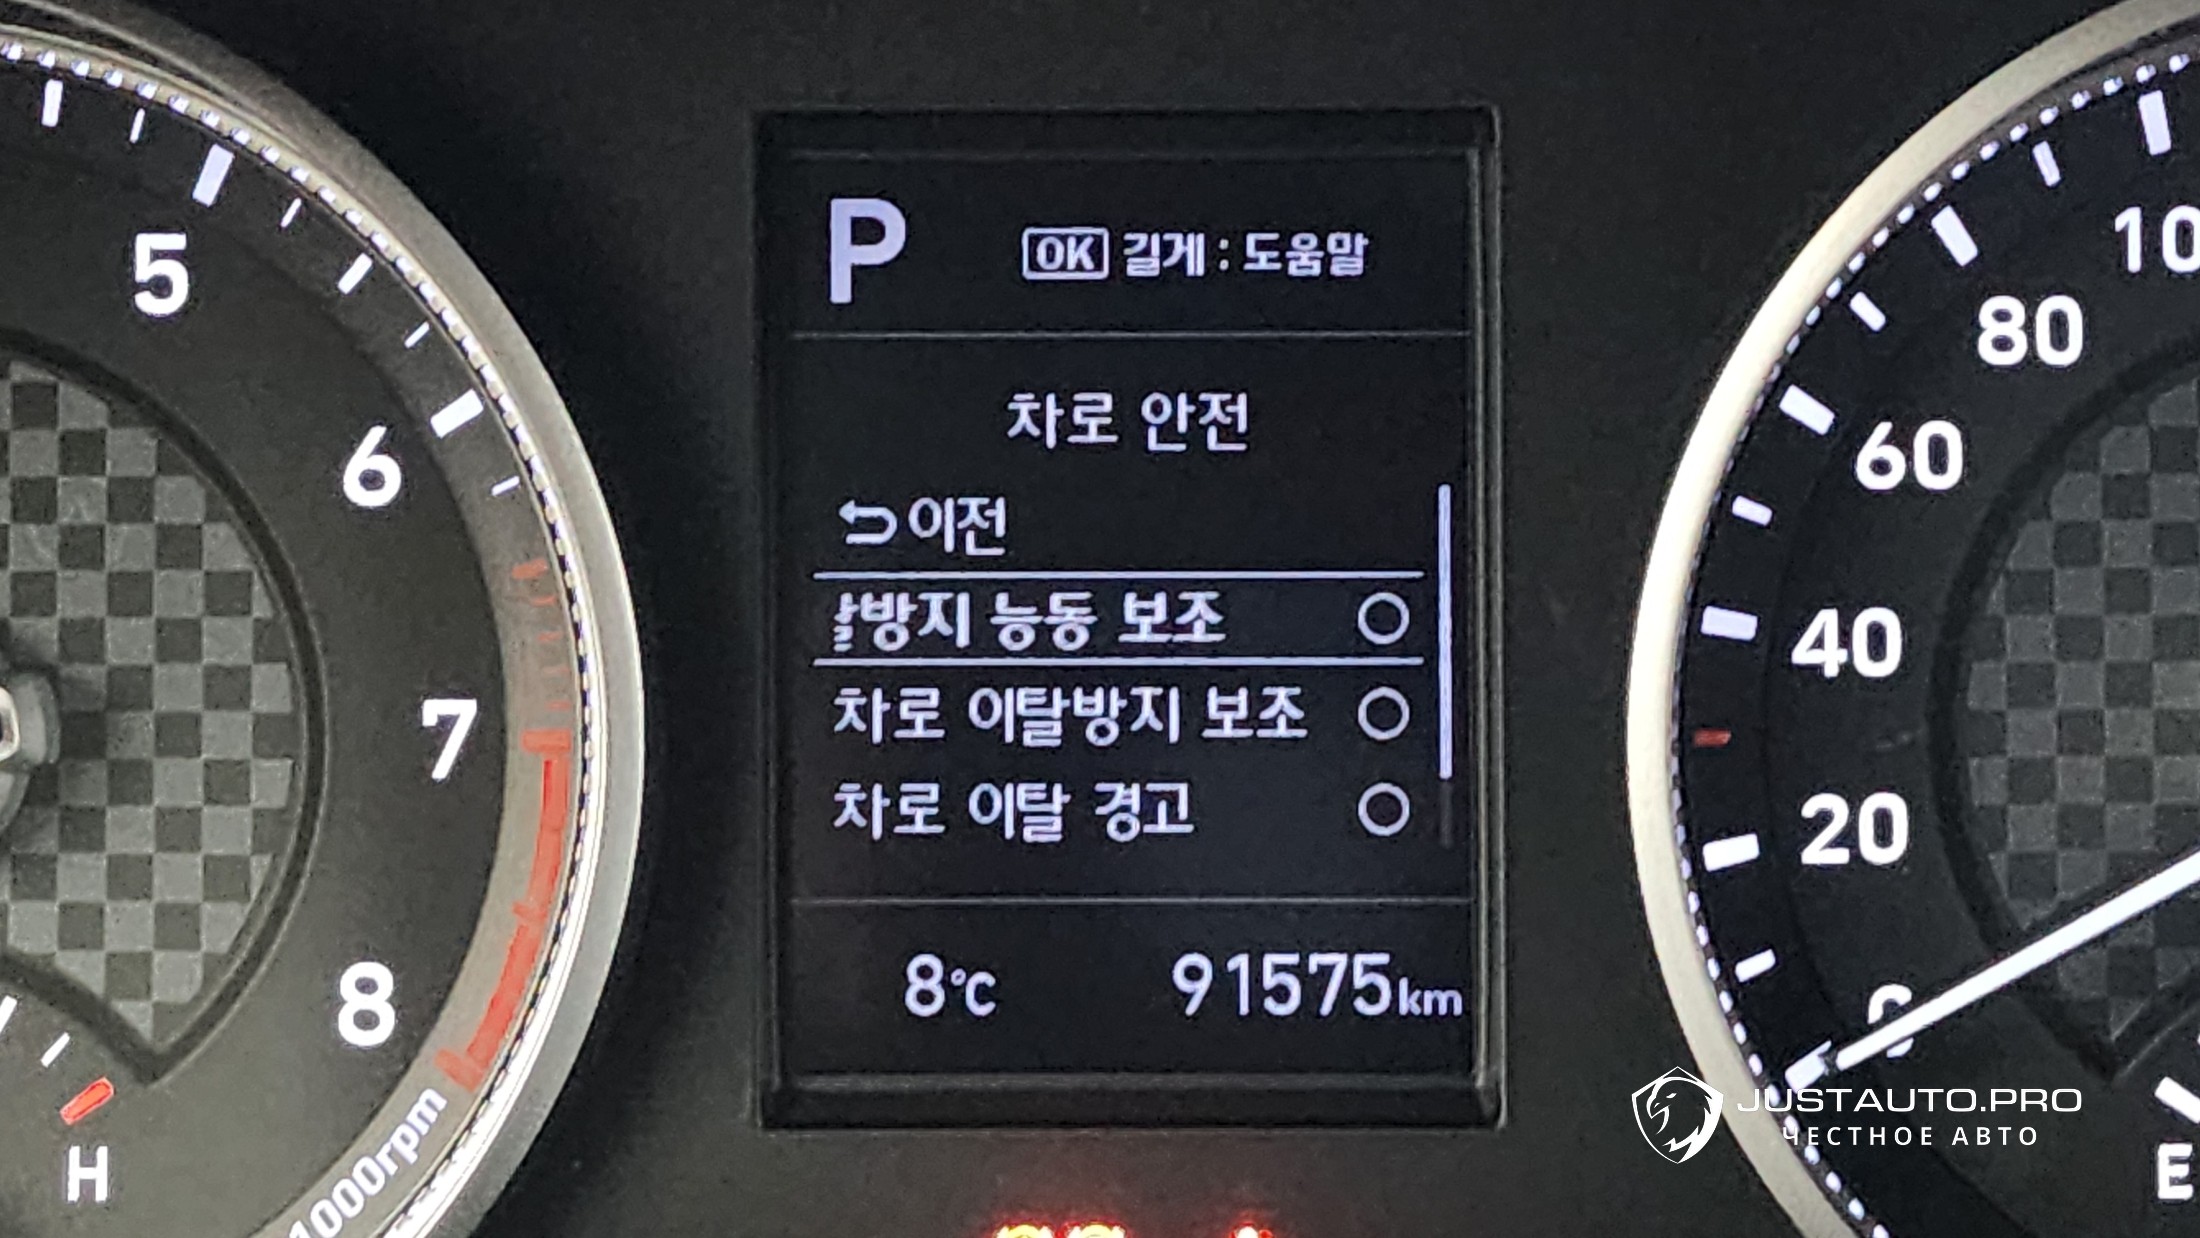 P
OK 길게 : 도움말
차로 안전
이전
방지 능동 보조
차로 이탈방지 보조
차로 이탈 경고
8°C 91575km
5
6
7
8
H
1000rpm
10
80
60
40
20
0
E
JUSTAUTO.PRO
ЧЕСТНОЕ АВТО